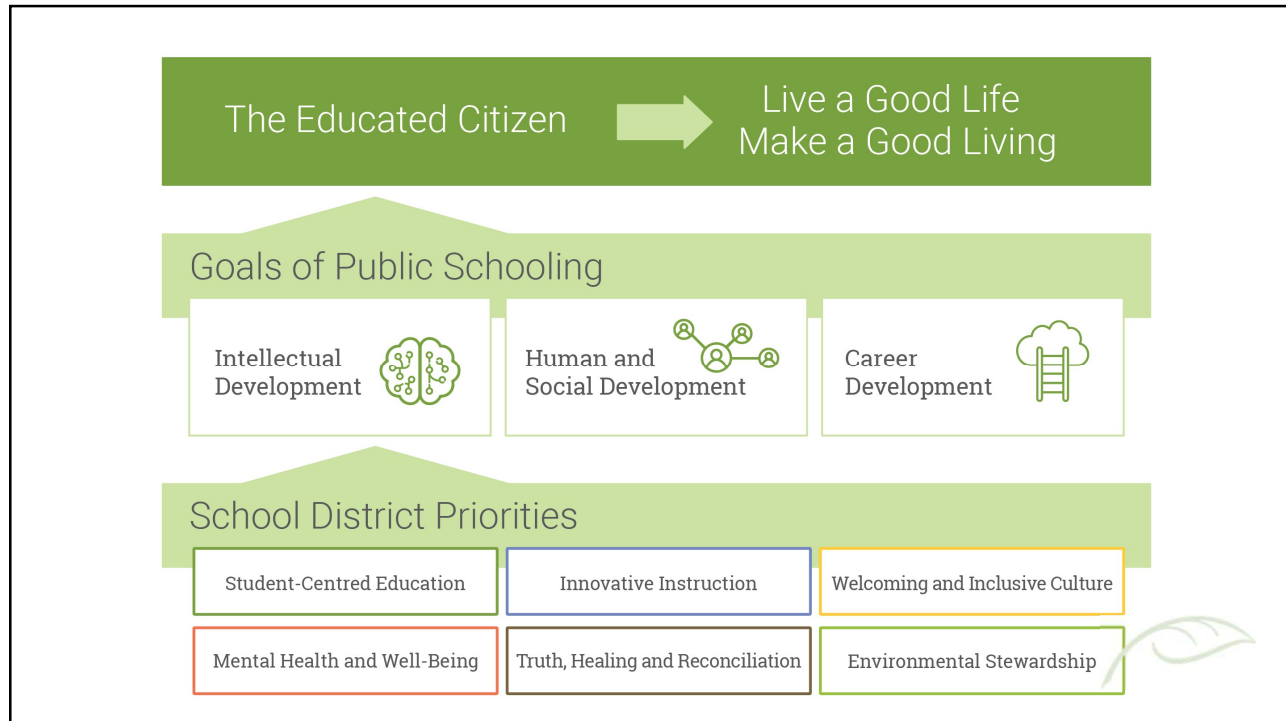 The Educated Citizen
Live a Good Life
Make a Good Living
Goals of Public Schooling
Intellectual
Development
Human and
Social Development
Career
Development
School District Priorities
Student-Centred Education
Innovative Instruction
Welcoming and Inclusive Culture
Mental Health and Well-Being
Truth, Healing and Reconciliation
Environmental Stewardship